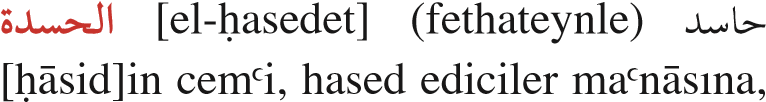 الحسدة [el-ḥasedet] (fethateynle) حاسد
[ḥāsid]in cemʿi, hased ediciler maʿnāsına,